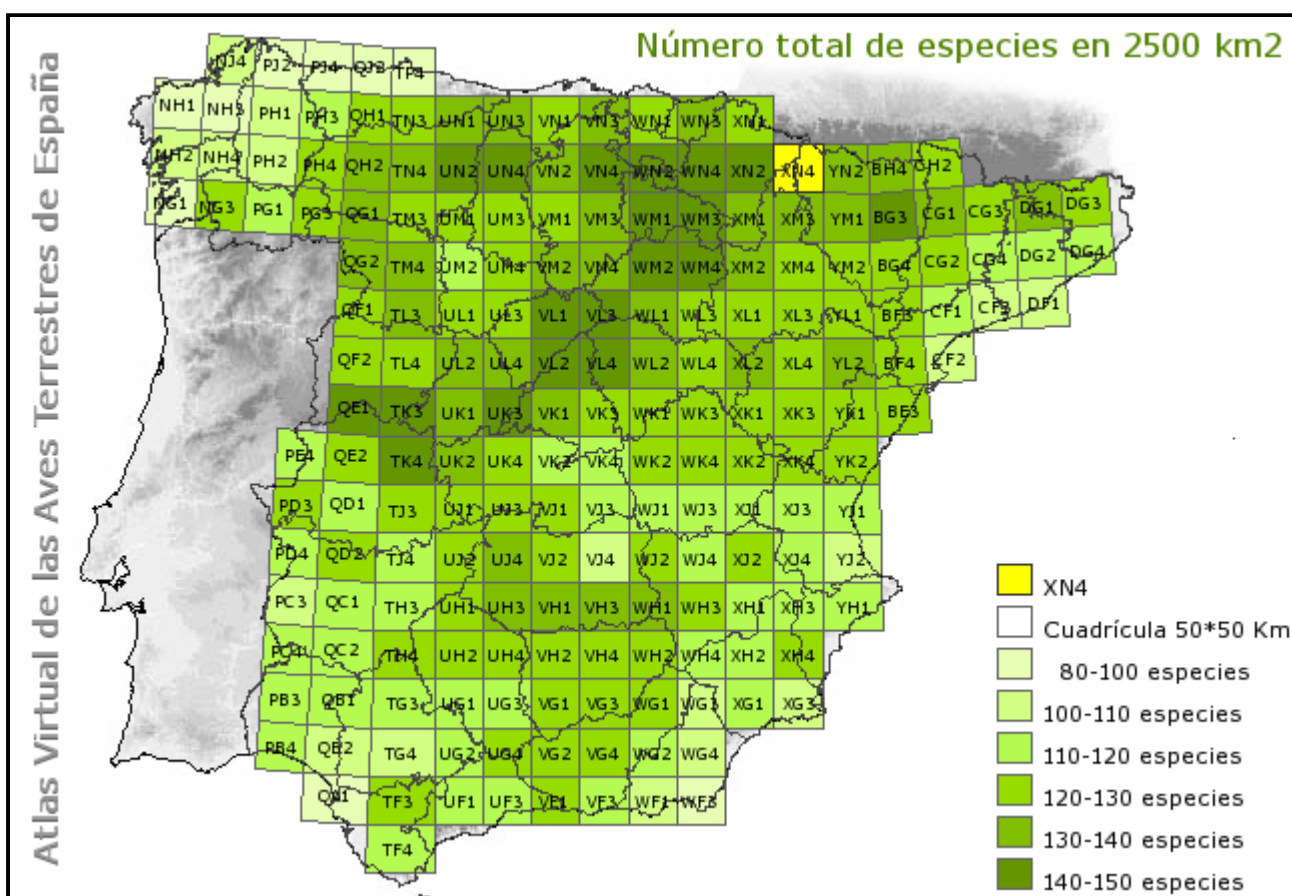 Número total de especies en 2500 km2
Atlas Virtual de las Aves Terrestres de España
NJ4 PJ2 PJ4 QJ2 TP4
NH1 NH3 PH1 PH3 QH1 TN3 UN1 UN3 VN1 VN3 WN1 WN3 XN1
NH2 NH4 PH2 PH4 QH2 TN4 UN2 UN4 VN2 VN4 WN2 WN4 XN2 XN4 YN2 BH4 CH2
NG1 NG3 PG1 PG3 QG1 TM3 UM1 UM3 VM1 VM3 WM1 WM3 XM1 XM3 YM1 BG3 CG1 CG3 DG1 DG3
QG2 TM4 UM2 UM4 VM2 VM4 WM2 WM4 XM2 XM4 YM2 BG4 CG2 CG4 DG2 DG4
QF1 TL3 UL1 UL3 VL1 VL3 WL1 WL3 XL1 XL3 YL1 BF3 CF1 CF3 DF1
QF2 TL4 UL2 UL4 VL2 VL4 WL2 WL4 XL2 XL4 YL2 BF4 CF2
QE1 TK3 UK1 UK3 VK1 VK3 WK1 WK3 XK1 XK3 YK1 BE3
PE4 QE2 TK4 UK2 UK4 VK2 VK4 WK2 WK4 XK2 XK4 YK2
PD3 QD1 TJ3 UJ1 UJ3 VJ1 VJ3 WJ1 WJ3 XJ1 XJ3 YJ1
PD4 QD2 TJ4 UJ2 UJ4 VJ2 VJ4 WJ2 WJ4 XJ2 XJ4 YJ2
PC3 QC1 TH3 UH1 UH3 VH1 VH3 WH1 WH3 XH1 XH3 YH1
PC4 QC2 TH4 UH2 UH4 VH2 VH4 WH2 WH4 XH2 XH4
PB3 QB1 TG3 UG1 UG3 VG1 VG3 WG1 WG3 XG1 XG3
PB4 QB2 TG4 UG2 UG4 VG2 VG4 WG2 WG4
QA1 TF3 UF1 UF3 VF1 VF3 WF1 WF3
TF4
XN4
Cuadrícula 50*50 Km
80-100 especies
100-110 especies
110-120 especies
120-130 especies
130-140 especies
140-150 especies